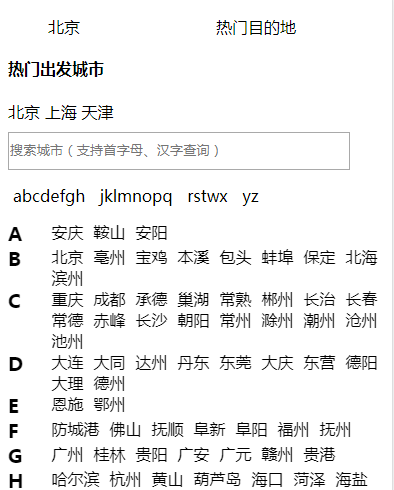 北京 热门目的地
热门出发城市
北京 上海 天津
搜索城市（支持首字母、汉字查询）
abcdefgh jklmnopq rstwx yz
A 安庆 鞍山 安阳
B 北京 亳州 宝鸡 本溪 包头 蚌埠 保定 北海
滨州
C 重庆 成都 承德 巢湖 常熟 郴州 长治 长春
常德 赤峰 长沙 朝阳 常州 滁州 潮州 沧州
池州
D 大连 大同 达州 丹东 东莞 大庆 东营 德阳
大理 德州
E 恩施 鄂州
F 防城港 佛山 抚顺 阜新 阜阳 福州 抚州
G 广州 桂林 贵阳 广安 广元 赣州 贵港
H 哈尔滨 杭州 黄山 葫芦岛 海口 菏泽 海盐